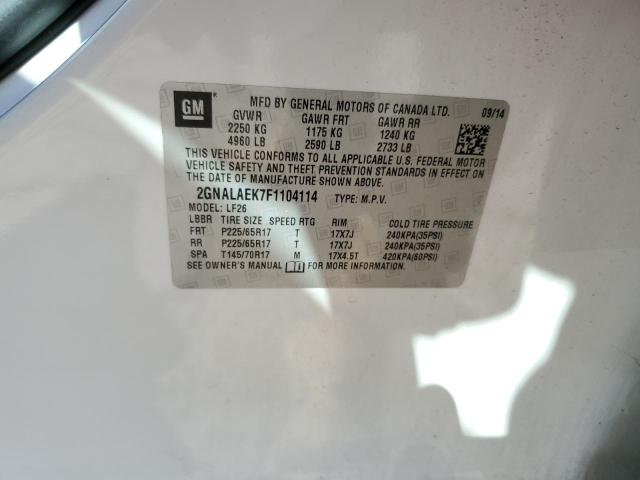 GM
MFD BY GENERAL MOTORS OF CANADA LTD.
09/14
GVWR GAWR FRT GAWR RR
2250 KG 1175 KG 1240 KG
4960 LB 2590 LB 2733 LB
THIS VEHICLE CONFORMS TO ALL APPLICABLE U.S. FEDERAL MOTOR
VEHICLE SAFETY AND THEFT PREVENTION STANDARDS IN EFFECT ON
THE DATE OF MANUFACTURE SHOWN ABOVE.
2GNALAEK7F1104114 TYPE: M.P.V.
MODEL: LF26
LBBR TIRE SIZE SPEED RTG RIM COLD TIRE PRESSURE
FRT P225/65R17 T 17X7J 240KPA(35PSI)
RR P225/65R17 T 17X7J 240KPA(35PSI)
SPA T145/70R17 M 17X4.5T 420KPA(60PSI)
SEE OWNER'S MANUAL FOR MORE INFORMATION.